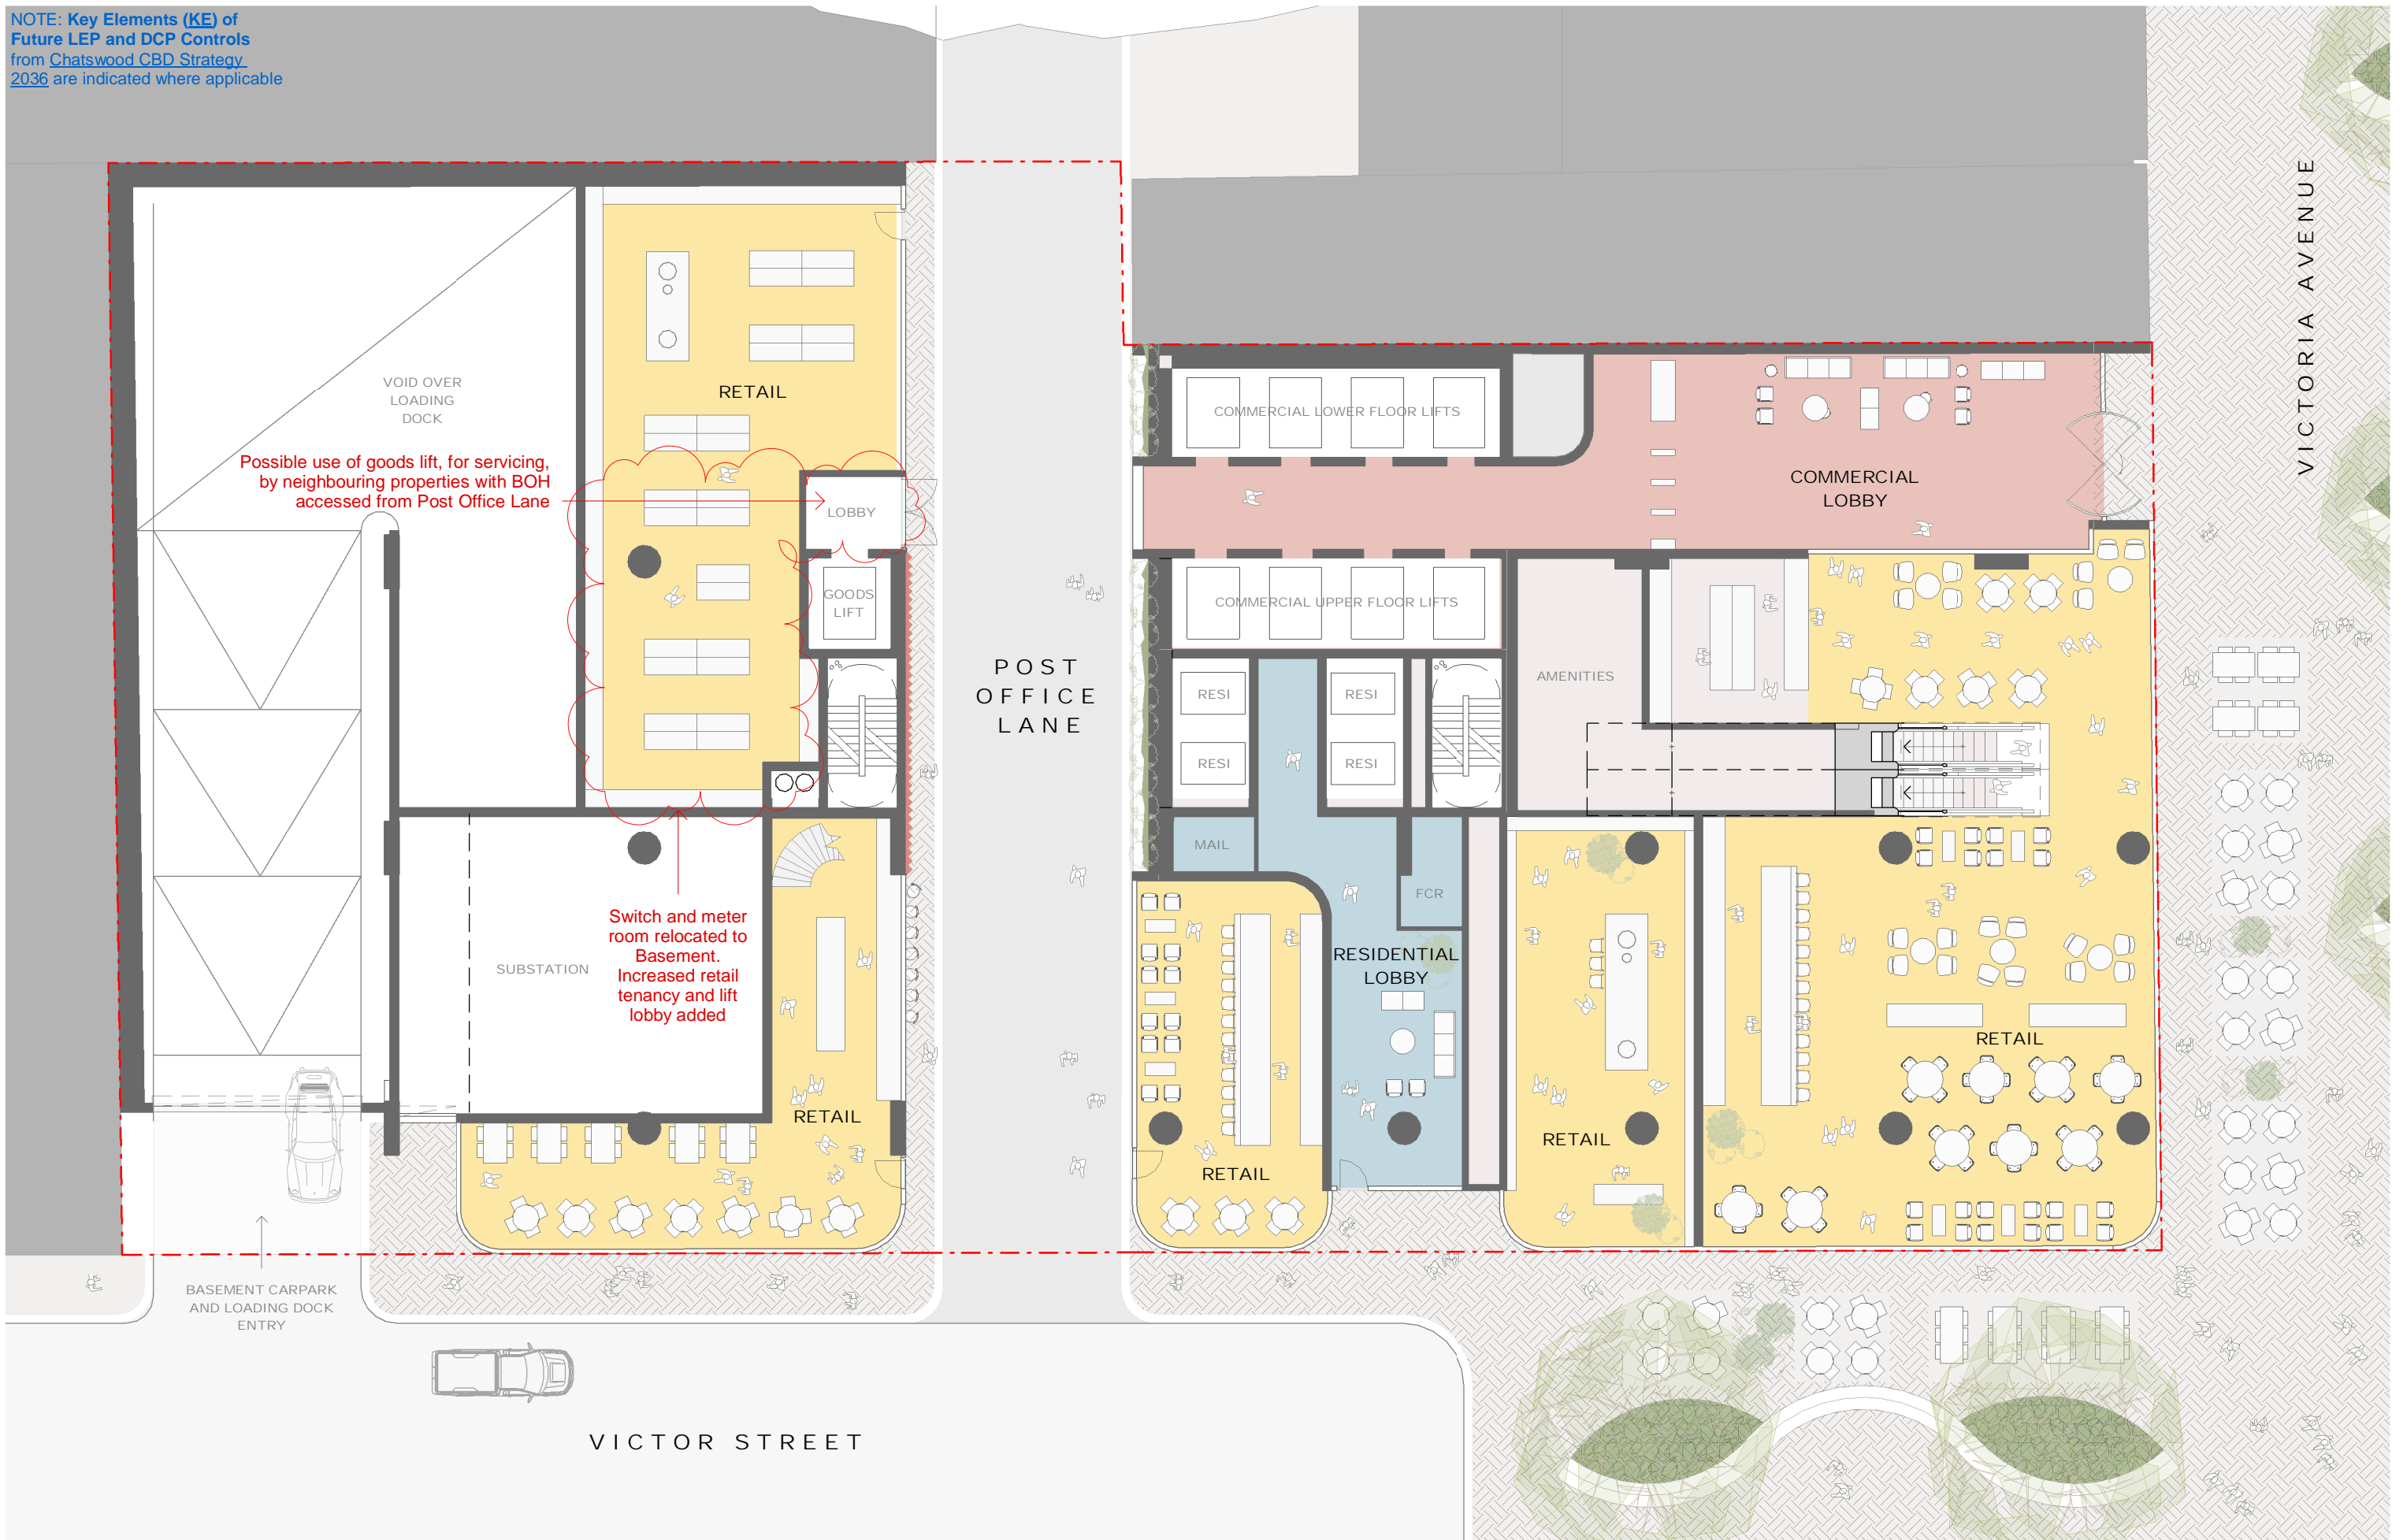 NOTE: Key Elements (KE) of
Future LEP and DCP Controls
from Chatswood CBD Strategy
2036 are indicated where applicable
VICTORIA AVENUE
VOID OVER
LOADING
DOCK
RETAIL
Possible use of goods lift, for servicing,
by neighbouring properties with BOH
accessed from Post Office Lane
LOBBY
GOODS
LIFT
COMMERCIAL LOWER FLOOR LIFTS
COMMERCIAL
LOBBY
COMMERCIAL UPPER FLOOR LIFTS
POST
OFFICE
LANE
RESI
RESI
RESI
RESI
AMENITIES
MAIL
FCR
Switch and meter
room relocated to
Basement.
Increased retail
tenancy and lift
lobby added
SUBSTATION
RESIDENTIAL
LOBBY
RETAIL
RETAIL
RETAIL
RETAIL
BASEMENT CARPARK
AND LOADING DOCK
ENTRY
VICTOR STREET